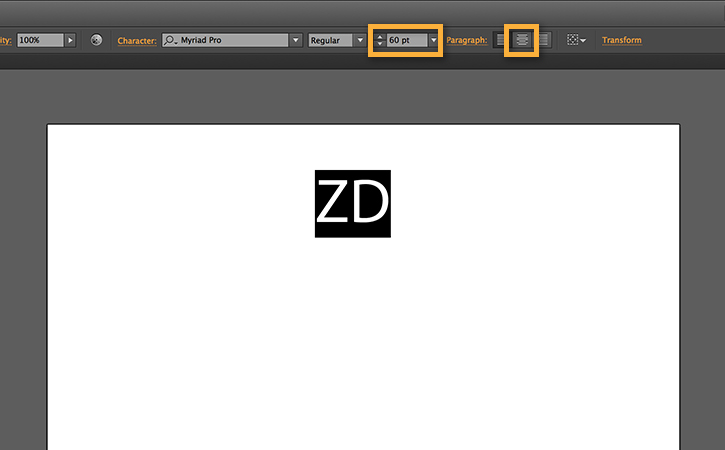 ity: 100% Character: Myriad Pro Regular 60 pt Paragraph: Transform
ZD